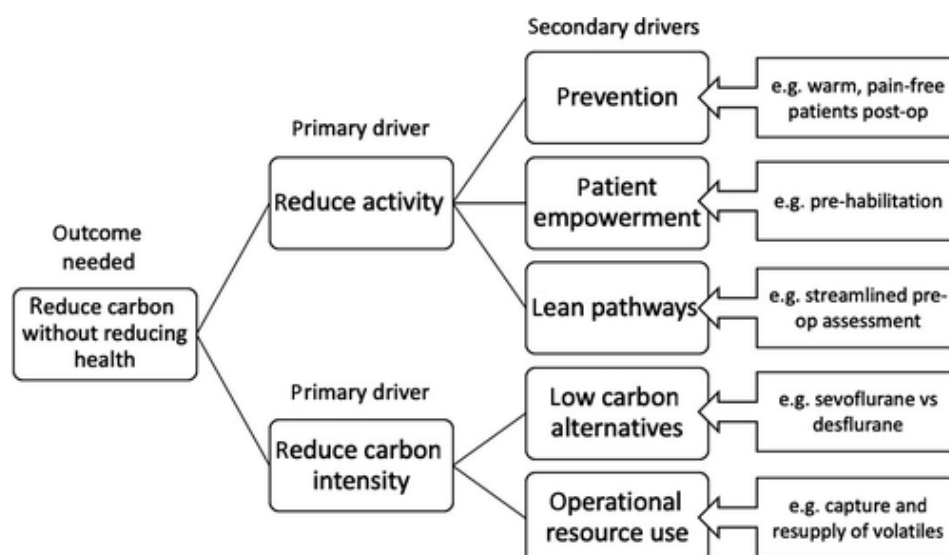 Secondary drivers
Prevention
e.g. warm, pain-free
patients post-op
Primary driver
Reduce activity
Patient
empowerment
e.g. pre-habilitation
Outcome
needed
Reduce carbon
without reducing
health
Lean pathways
e.g. streamlined pre-
op assessment
Primary driver
Reduce carbon
intensity
Low carbon
alternatives
e.g. sevoflurane vs
desflurane
Operational
resource use
e.g. capture and
resupply of volatiles